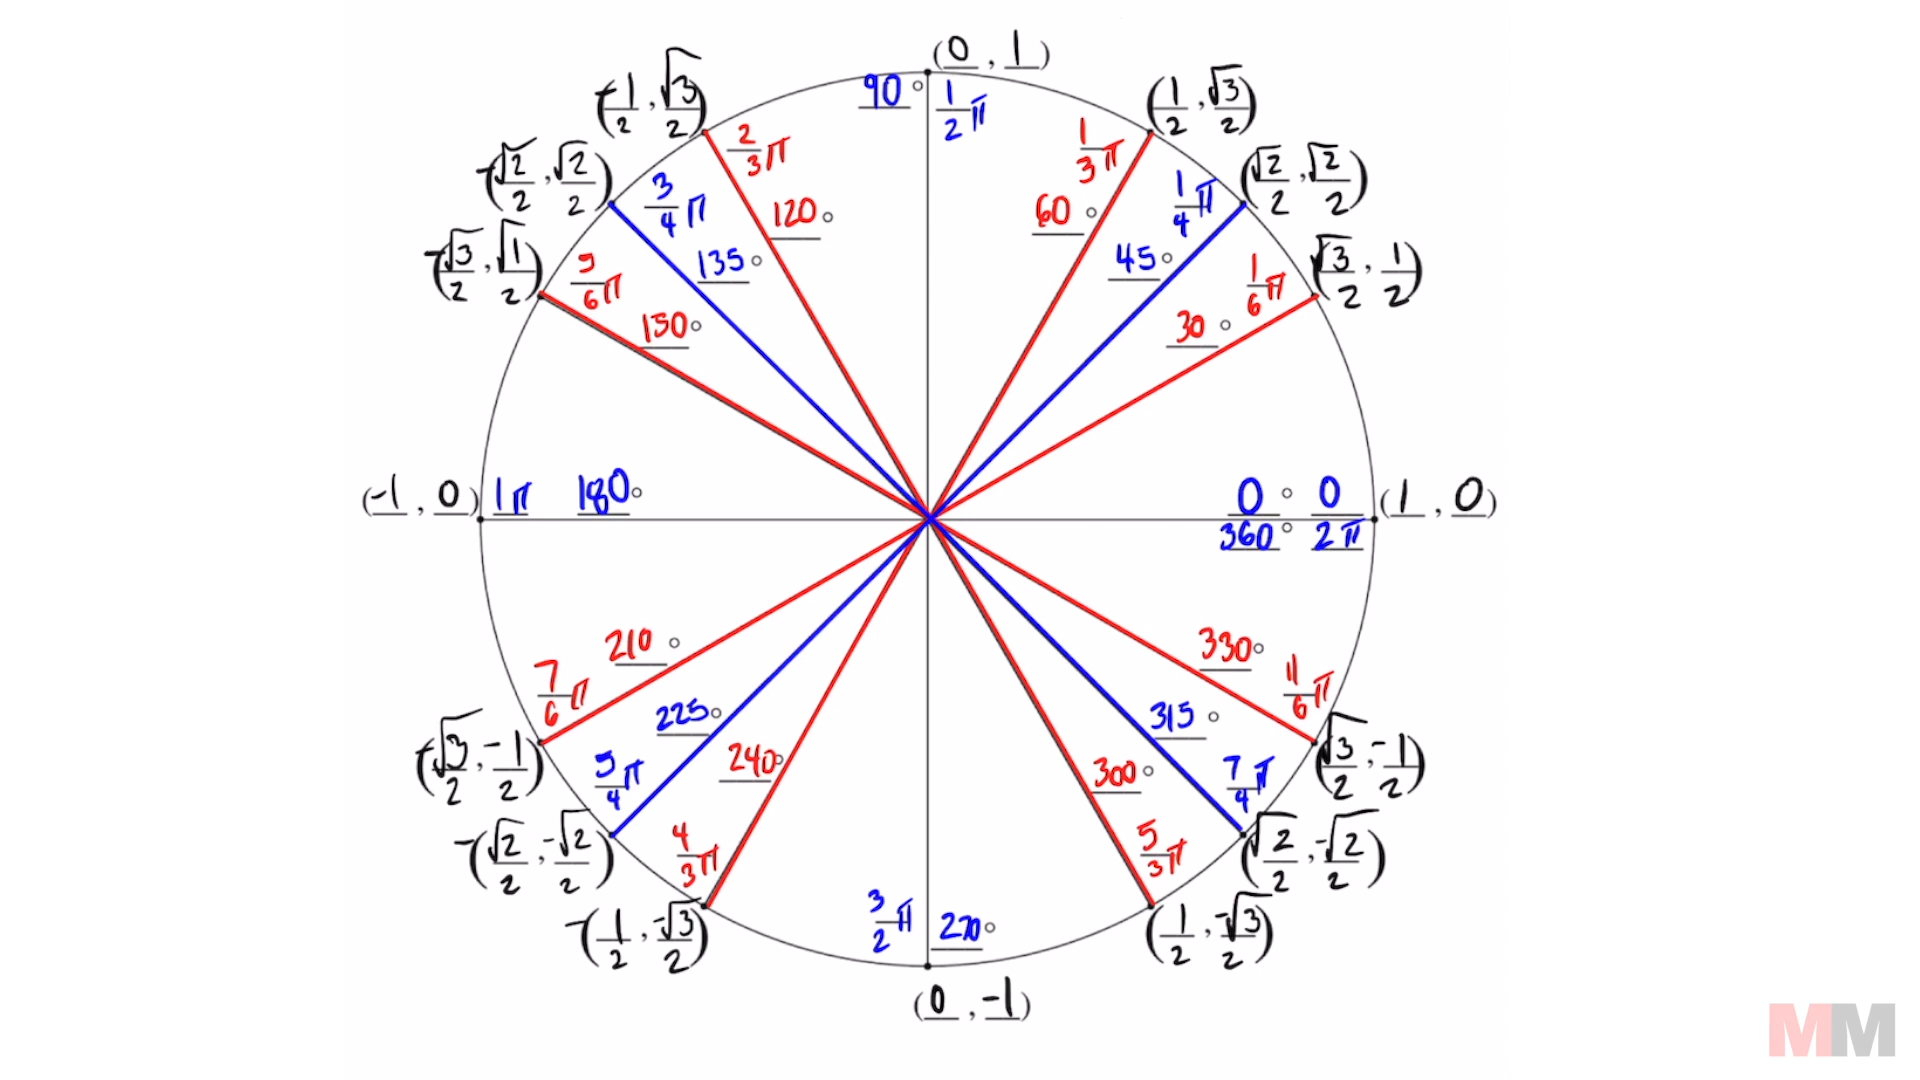 (0, 1)
90° 1/2 π
(-1/2, √3/2)
2/3 π
120°
(1/2, √3/2)
1/3 π
60°
(-√2/2, √2/2)
3/4 π
135°
(√2/2, √2/2)
1/4 π
45°
(-√3/2, √1/2)
5/6 π
150°
(√3/2, 1/2)
1/6 π
30°
(-1, 0) 1π 180°
0° 0 (1, 0)
360° 2π
210°
7/6 π
(-√3/2, -1/2)
330°
11/6 π
(√3/2, -1/2)
225°
5/4 π
-(√2/2, -√2/2)
315°
7/4 π
(√2/2, -√2/2)
240°
4/3 π
-(1/2, -√3/2)
300°
5/3 π
(1/2, -√3/2)
3/2 π 270°
(0, -1)
MM